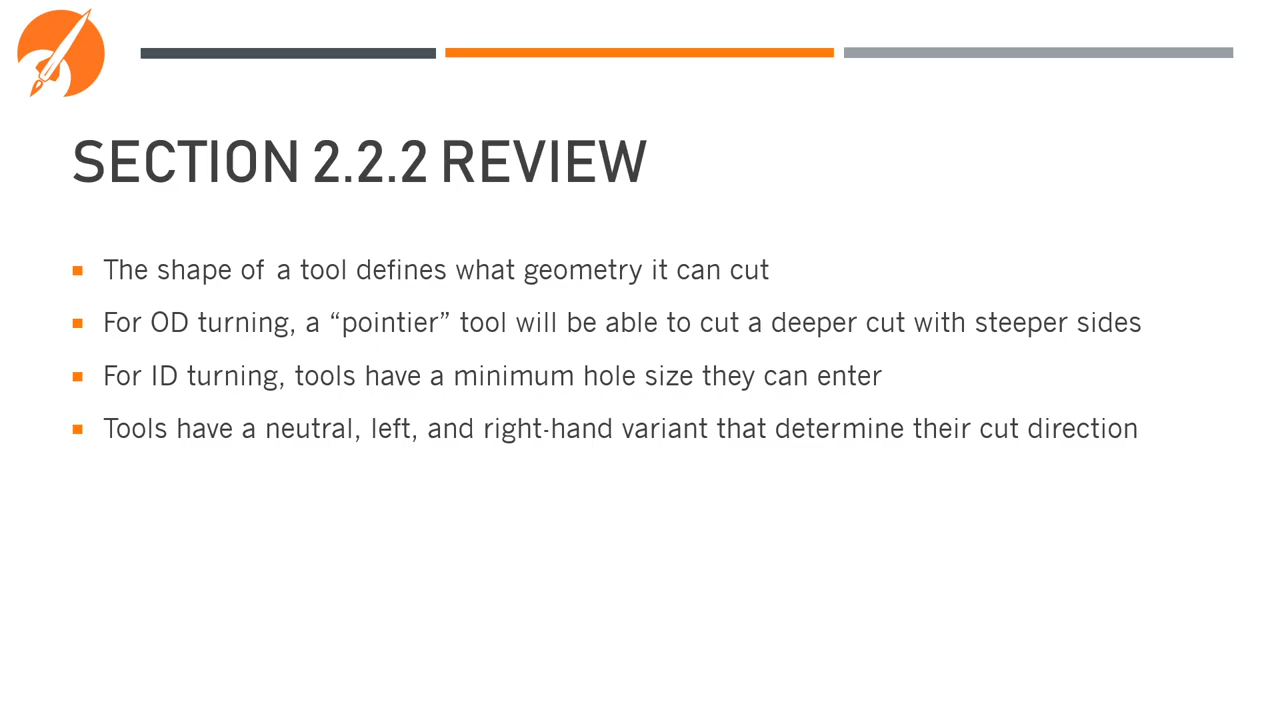 SECTION 2.2.2 REVIEW
The shape of a tool defines what geometry it can cut
For OD turning, a “pointier” tool will be able to cut a deeper cut with steeper sides
For ID turning, tools have a minimum hole size they can enter
Tools have a neutral, left, and right-hand variant that determine their cut direction